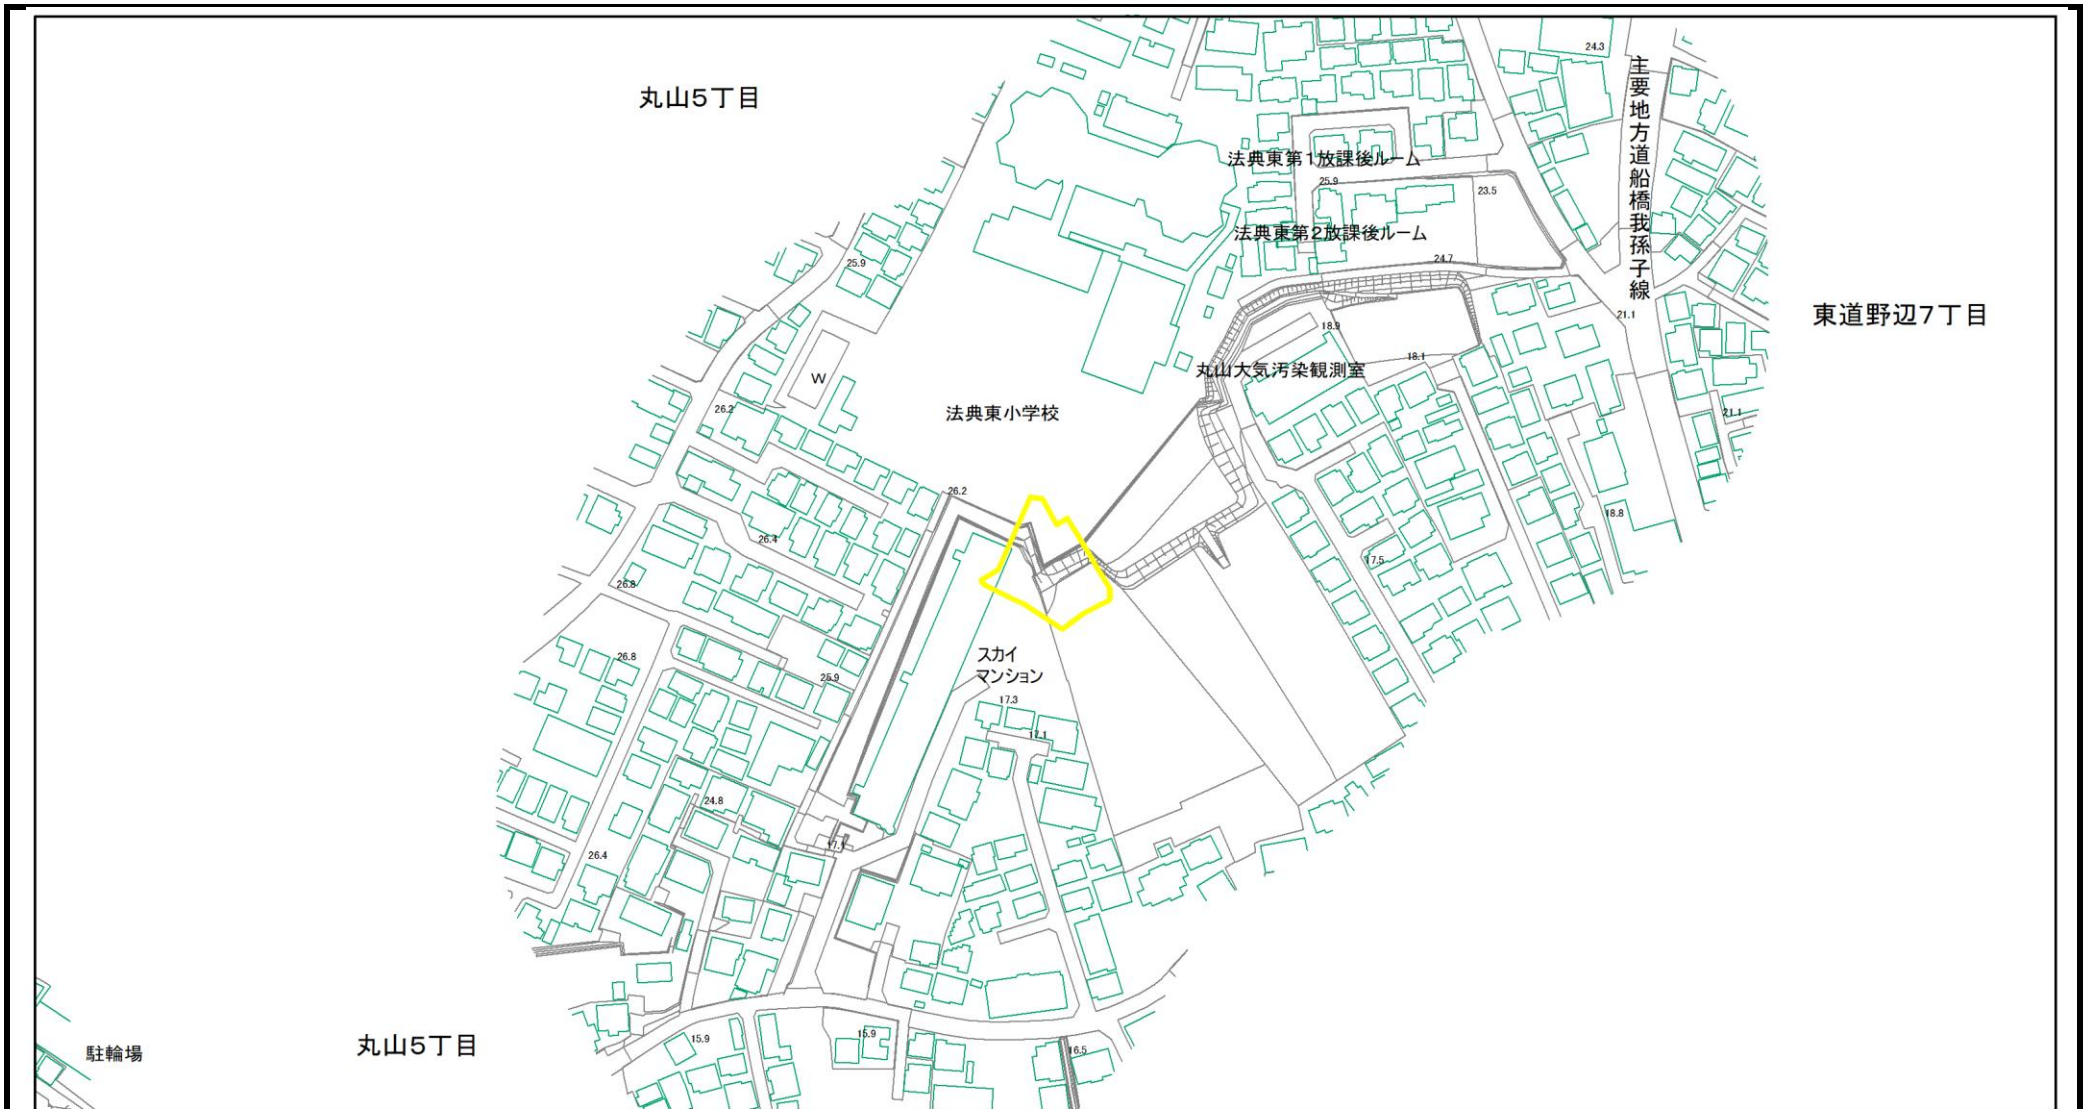 24.3
主要地方道船橋我孫子線
丸山5丁目
法典東第1放課後ルーム
25.9
23.5
法典東第2放課後ルーム
24.7
25.9
東道野辺7丁目
21.1
18.9
18.1
丸山大気汚染観測室
W
26.2
法典東小学校
21.1
26.2
18.8
26.4
17.5
26.8
スカイ
マンション
26.8
25.9
17.3
17.1
24.8
17.1
26.4
15.9
15.9
丸山5丁目
駐輪場
16.5